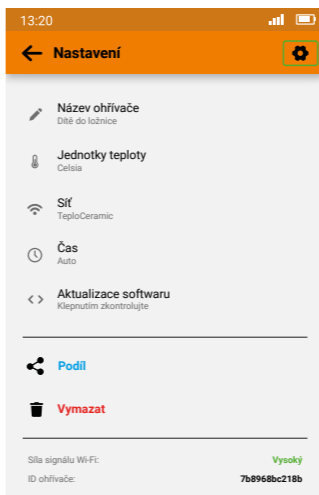 13:20
Nastavení
Název ohřívače
Dítě do ložnice
Jednotky teploty
Celsia
Síť
TeploCeramic
Čas
Auto
Aktualizace softwaru
Klepnutím zkontrolujte
Podíl
Vymazat
Síla signálu Wi-Fi: Vysoký
ID ohřívače: 7b8968bc218b